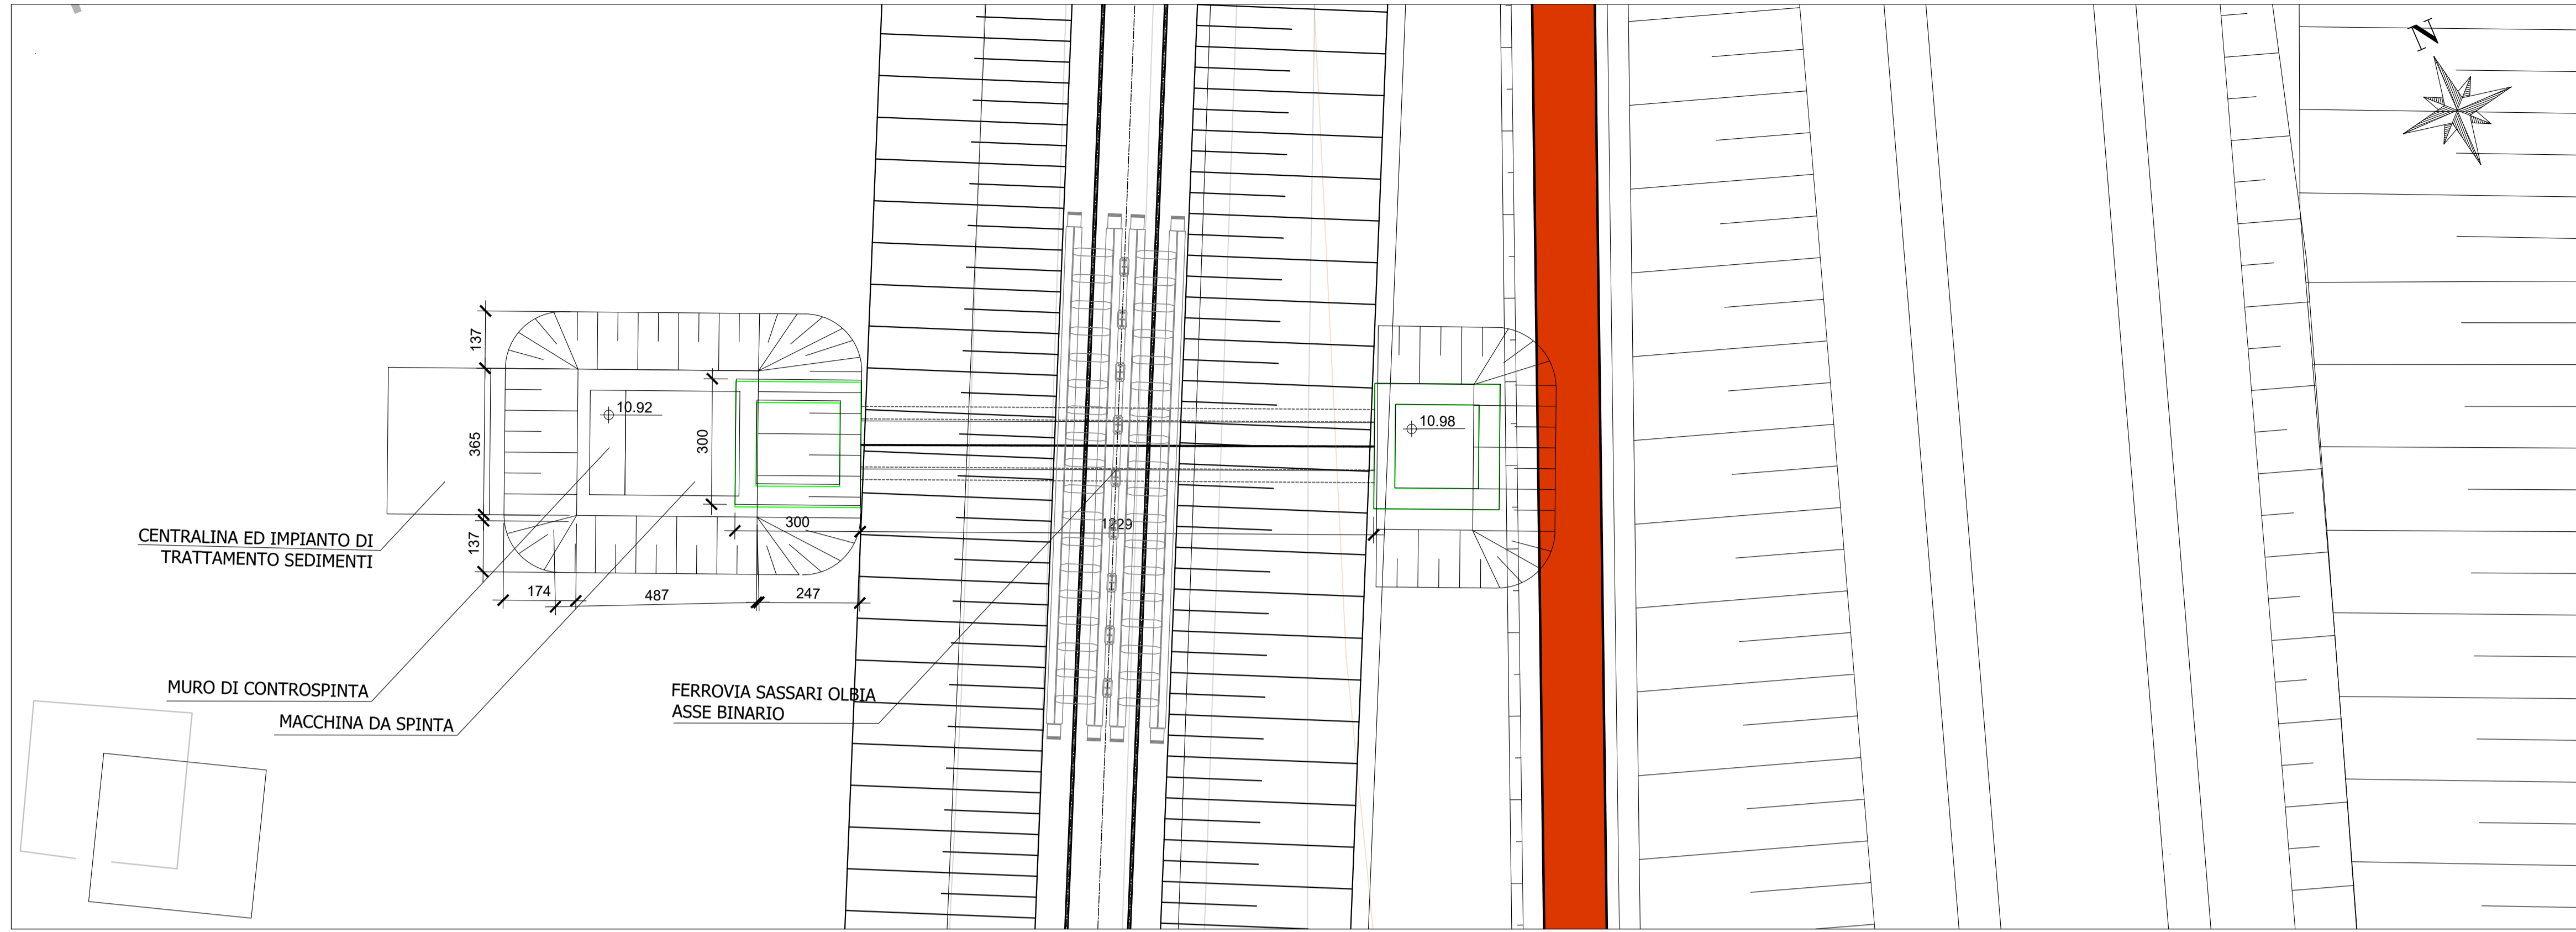 N
137
10.92
10.98
365
300
300
1229
CENTRALINA ED IMPIANTO DI
TRATTAMENTO SEDIMENTI
137
174
487
247
MURO DI CONTROSPINTA
MACCHINA DA SPINTA
FERROVIA SASSARI OLBIA
ASSE BINARIO